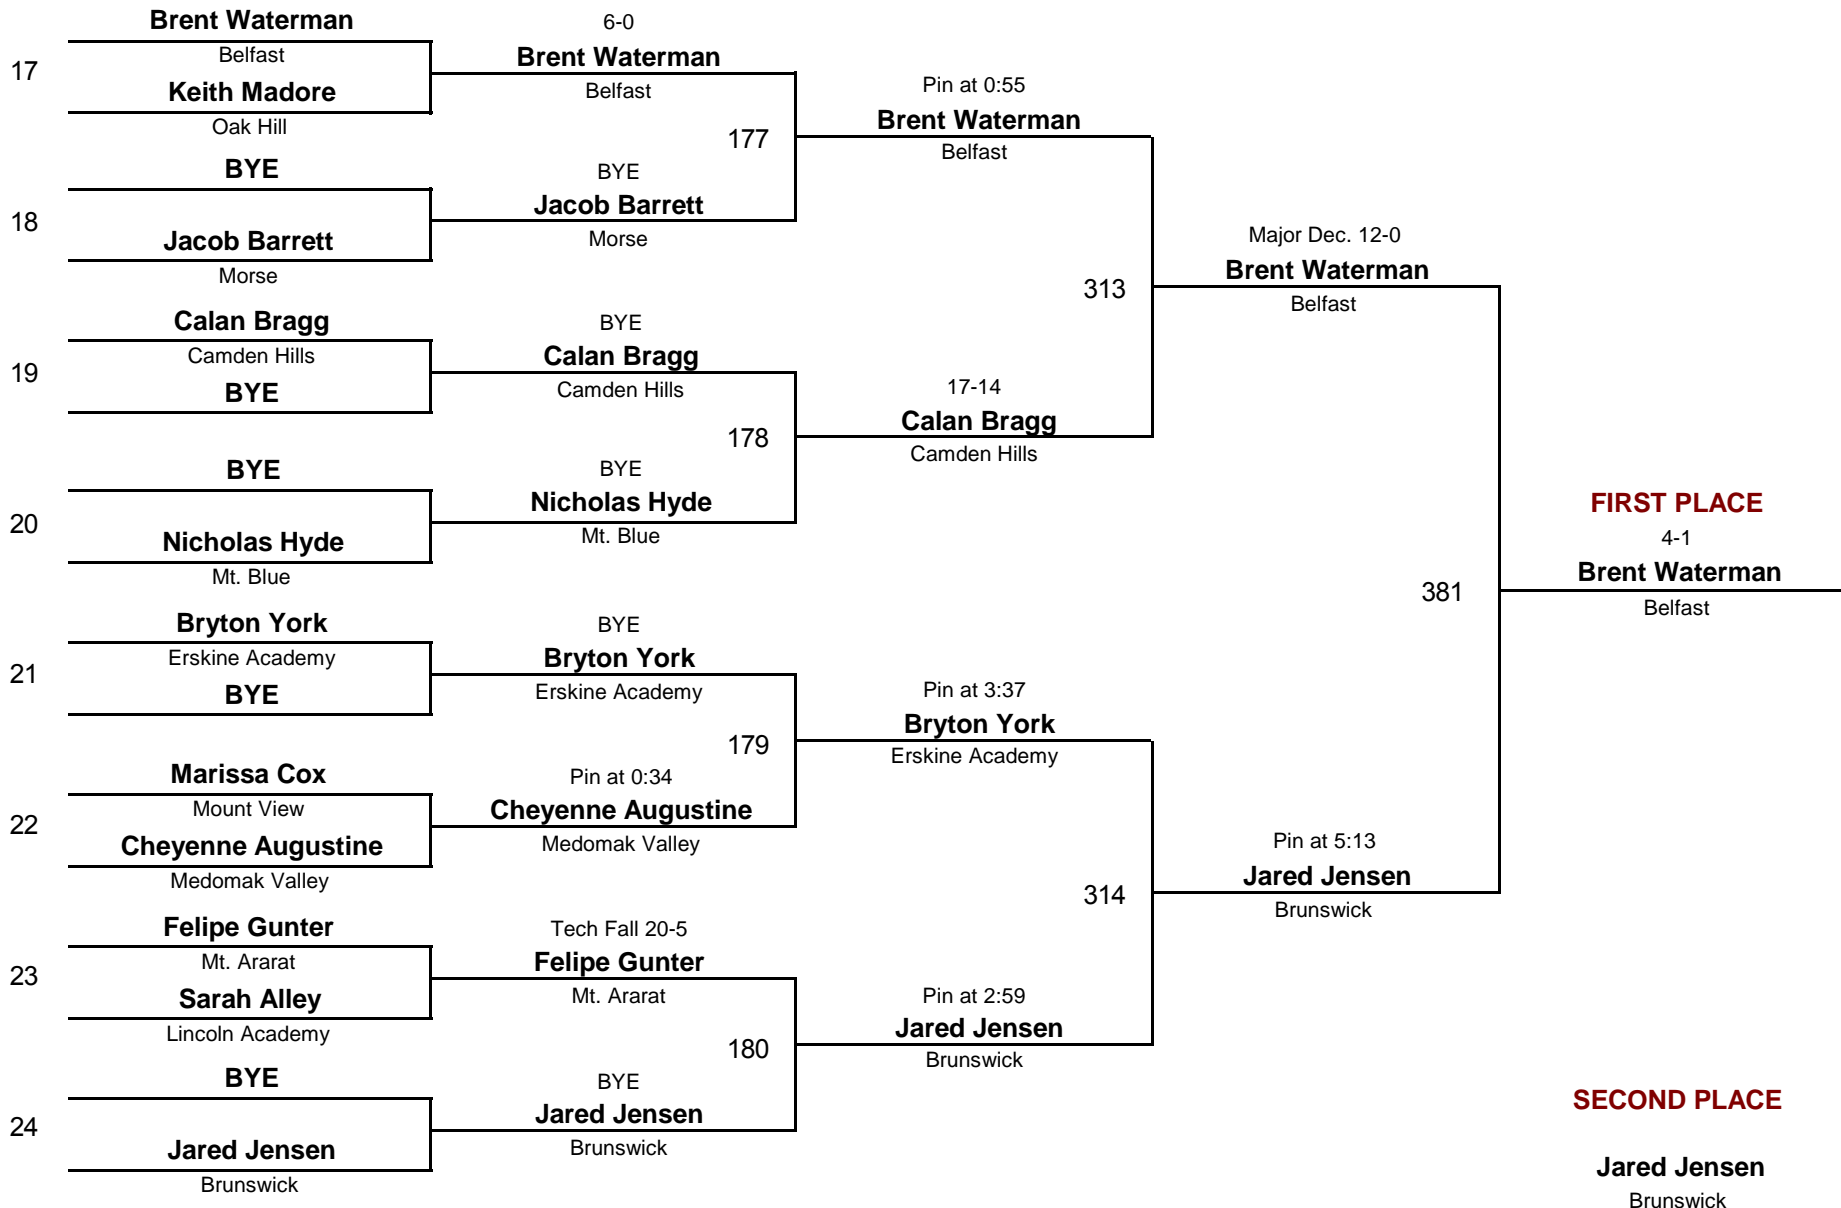 Brent Waterman
Belfast
17
Keith Madore
Oak Hill
BYE
18
Jacob Barrett
Morse
Calan Bragg
Camden Hills
19
BYE
BYE
20
Nicholas Hyde
Mt. Blue
Bryton York
Erskine Academy
21
BYE
Marissa Cox
Mount View
22
Cheyenne Augustine
Medomak Valley
Felipe Gunter
Mt. Ararat
23
Sarah Alley
Lincoln Academy
BYE
24
Jared Jensen
Brunswick
6-0
Brent Waterman
Belfast
177
BYE
Jacob Barrett
Morse
BYE
Calan Bragg
Camden Hills
178
BYE
Nicholas Hyde
Mt. Blue
BYE
Bryton York
Erskine Academy
179
Pin at 0:34
Cheyenne Augustine
Medomak Valley
Tech Fall 20-5
Felipe Gunter
Mt. Ararat
180
BYE
Jared Jensen
Brunswick
Pin at 0:55
Brent Waterman
Belfast
313
17-14
Calan Bragg
Camden Hills
Pin at 3:37
Bryton York
Erskine Academy
314
Pin at 2:59
Jared Jensen
Brunswick
Major Dec. 12-0
Brent Waterman
Belfast
381
Pin at 5:13
Jared Jensen
Brunswick
FIRST PLACE
4-1
Brent Waterman
Belfast
SECOND PLACE
Jared Jensen
Brunswick